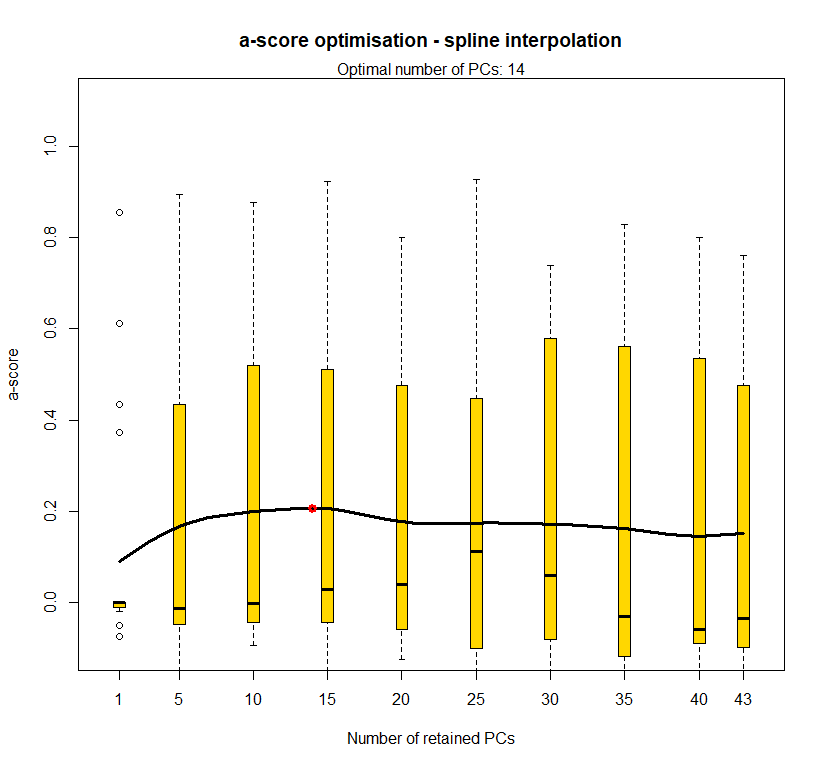 a-score optimisation - spline interpolation
Optimal number of PCs: 14
1.0
0.8
0.6
0.4
0.2
0.0
a-score
1 5 10 15 20 25 30 35 40 43
Number of retained PCs